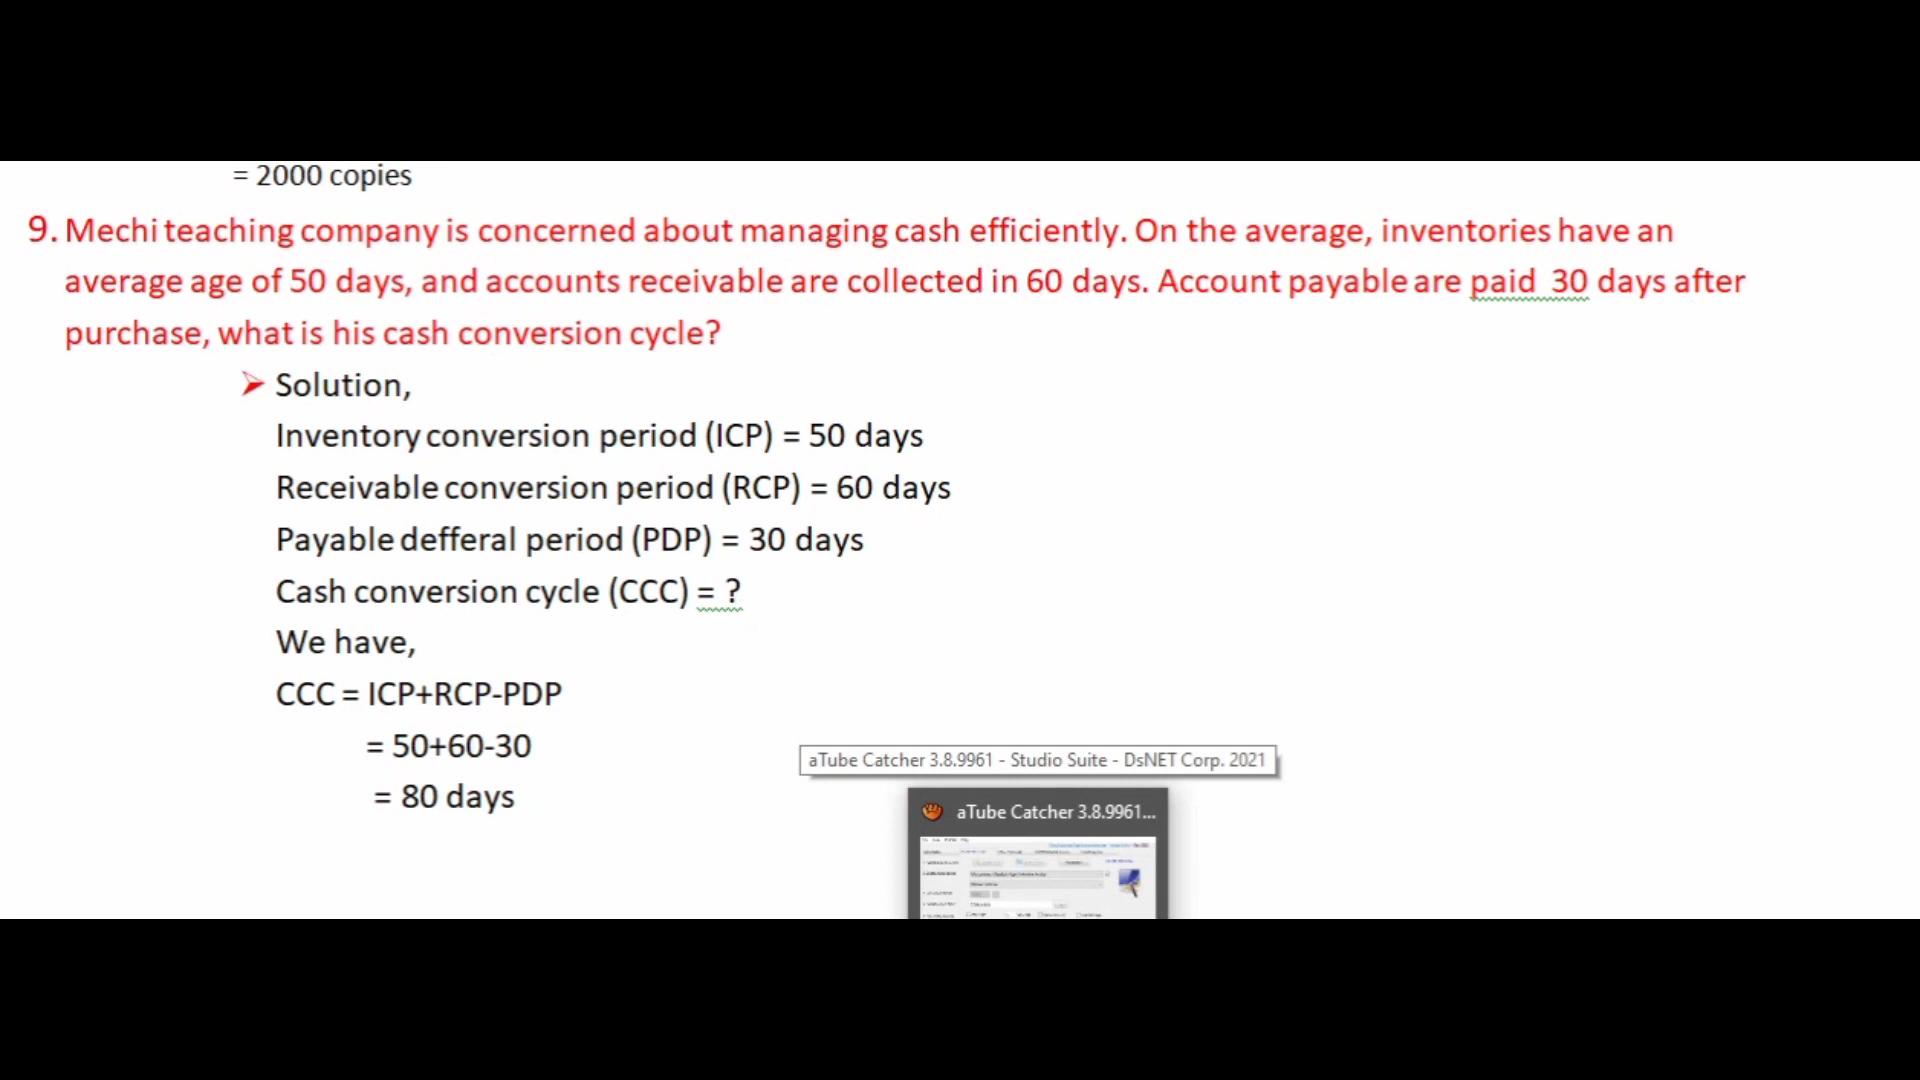 = 2000 copies
9. Mechi teaching company is concerned about managing cash efficiently. On the average, inventories have an
average age of 50 days, and accounts receivable are collected in 60 days. Account payable are paid 30 days after
purchase, what is his cash conversion cycle?
➤ Solution,
Inventory conversion period (ICP) = 50 days
Receivable conversion period (RCP) = 60 days
Payable defferal period (PDP) = 30 days
Cash conversion cycle (CCC) = ?
We have,
CCC = ICP+RCP-PDP
= 50+60-30
= 80 days
aTube Catcher 3.8.9961 - Studio Suite - DsNET Corp. 2021
aTube Catcher 3.8.9961...